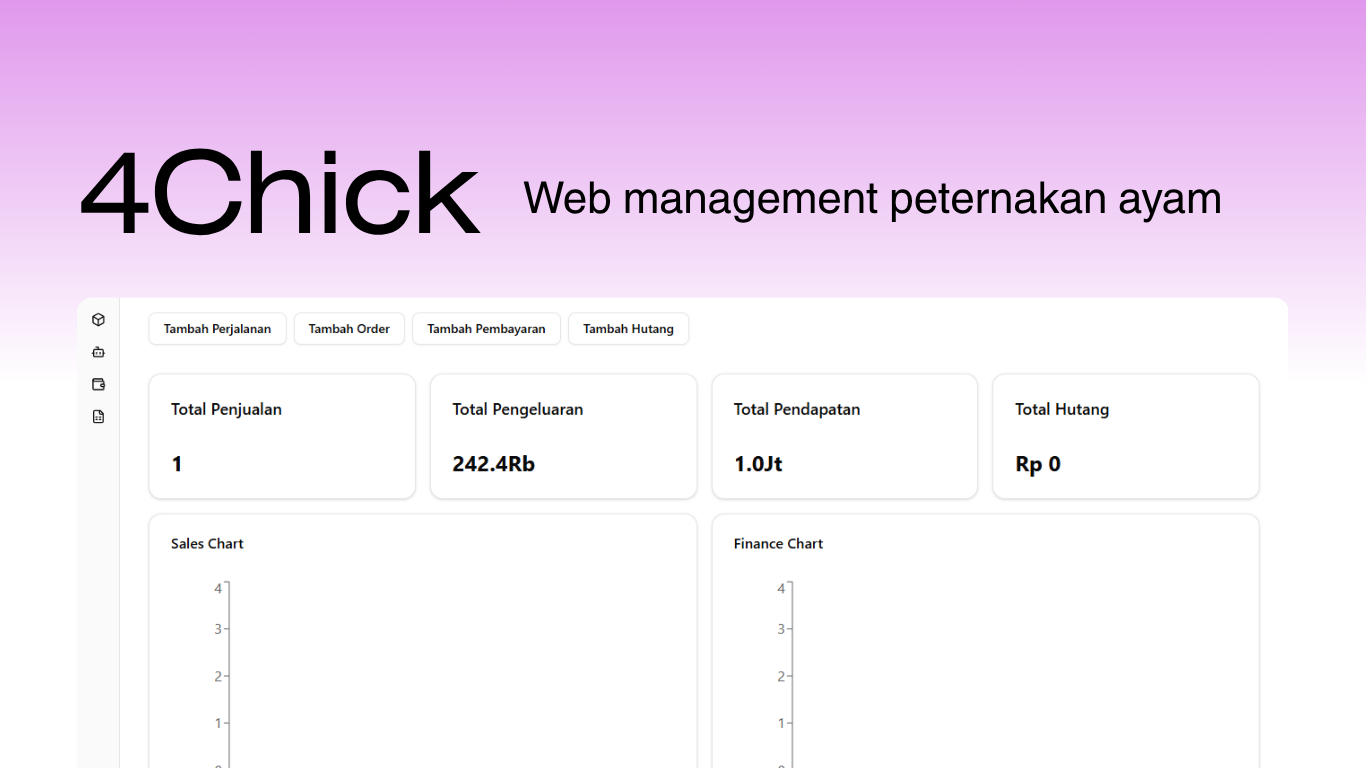 4Chick
Web management peternakan ayam
Tambah Perjalanan
Tambah Order
Tambah Pembayaran
Tambah Hutang
Total Penjualan
1
Total Pengeluaran
242.4Rb
Total Pendapatan
1.0Jt
Total Hutang
Rp 0
Sales Chart
4
3
2
1
Finance Chart
4
3
2
1